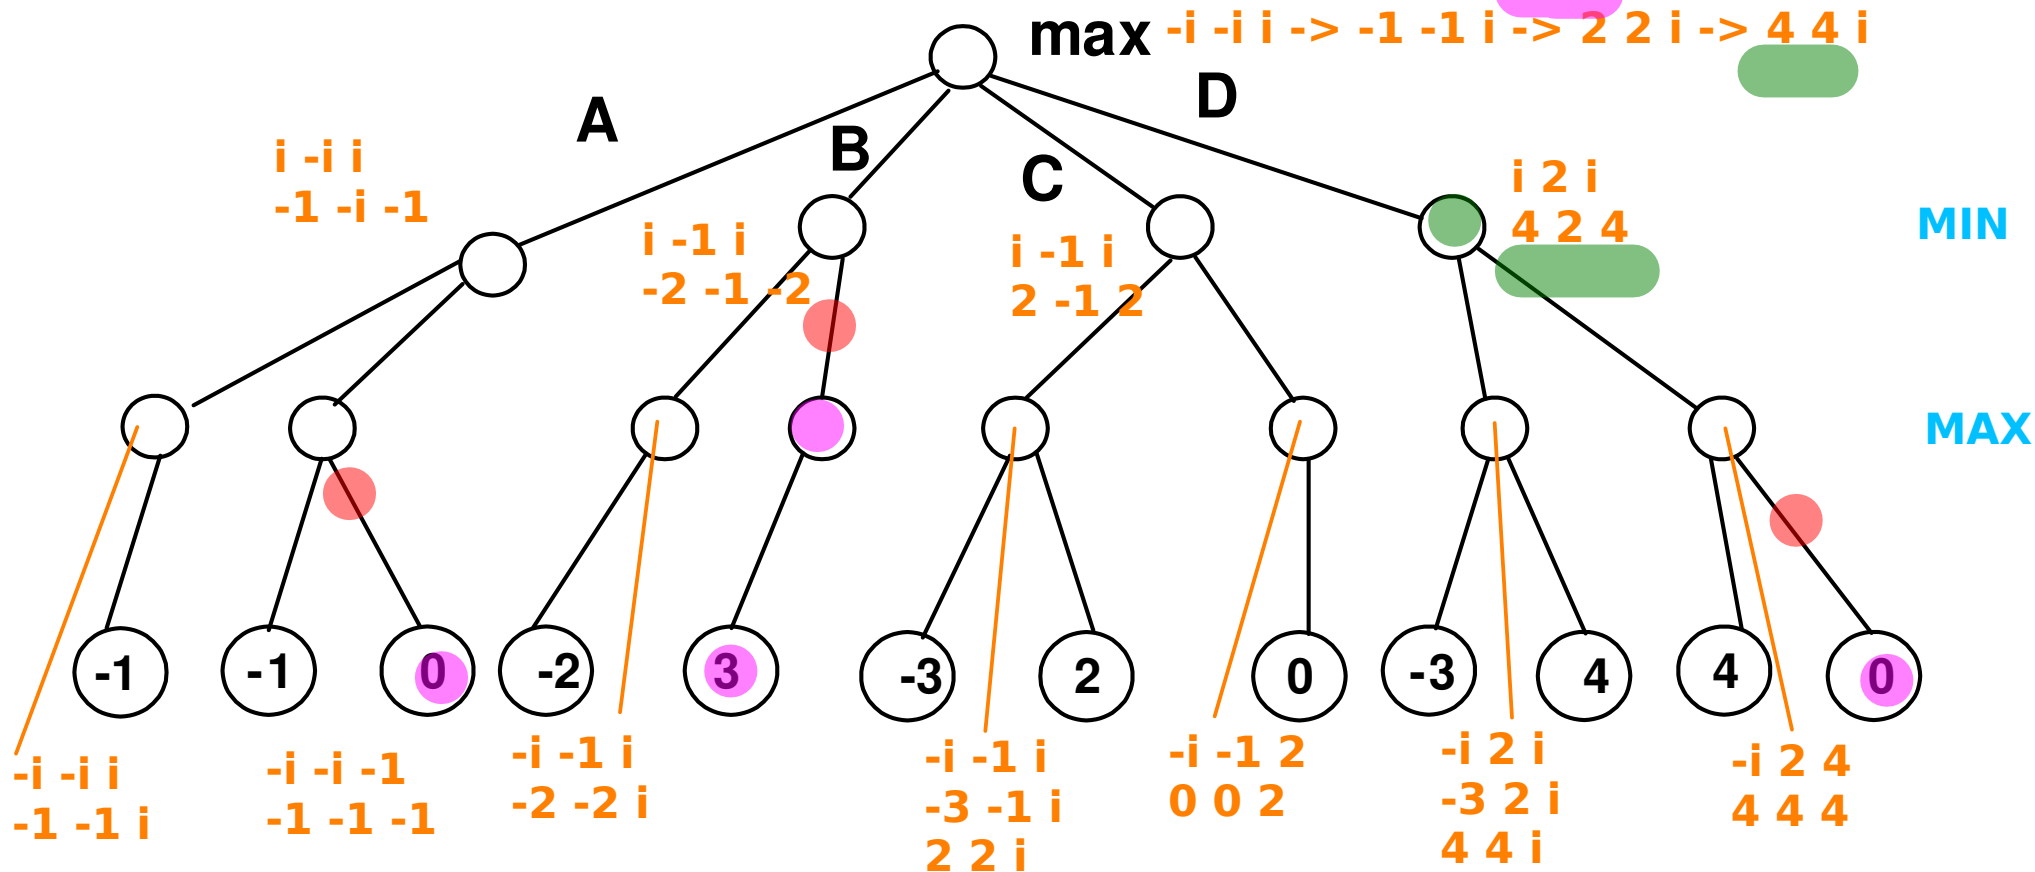 max -i -i i -> -1 -1 i -> 2 2 i -> 4 4 i
A
B
C
D
i -i i
-1 -i -1
i -1 i
-2 -1 -2
i -1 i
2 -1 2
i 2 i
4 2 4
MIN
MAX
-1
-1
0
-2
3
-3
2
0
-3
4
4
0
-i -i i
-1 -1 i
-i -i -1
-1 -1 -1
-i -1 i
-2 -2 i
-i -1 i
-3 -1 i
2 2 i
-i -1 2
0 0 2
-i 2 i
-3 2 i
4 4 i
-i 2 4
4 4 4